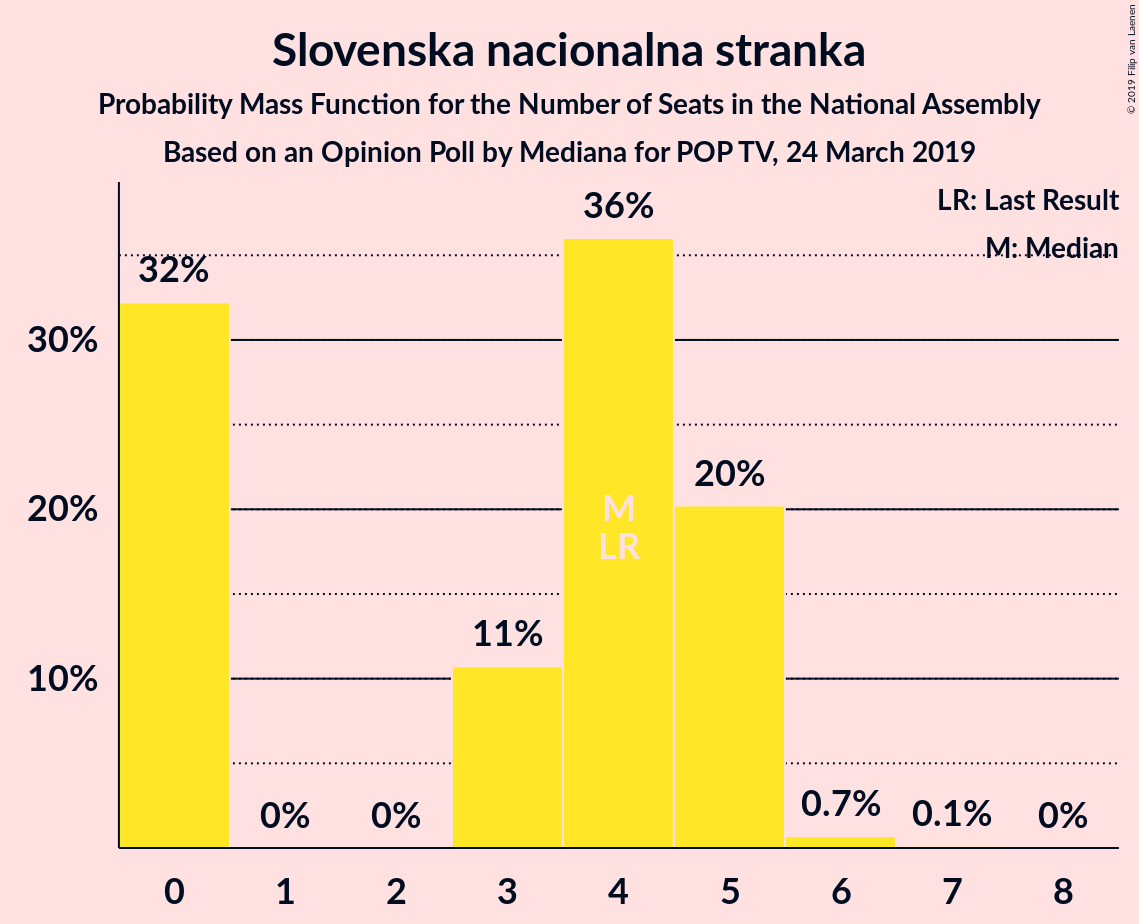 Slovenska nacionalna stranka
Probability Mass Function for the Number of Seats in the National Assembly
Based on an Opinion Poll by Mediana for POP TV, 24 March 2019
© 2019 Filip van Laenen
LR: Last Result
M: Median
36%
32%
30%
20%
M
20%
LR
11%
10%
0%
0%
0.7%
0.1%
0%
0
1
2
3
4
5
6
7
8